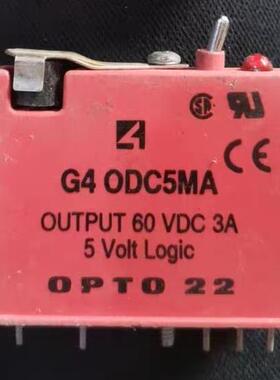 G4 ODC5MA
OUTPUT 60 VDC 3A
5 Volt Logic
OPTO 22